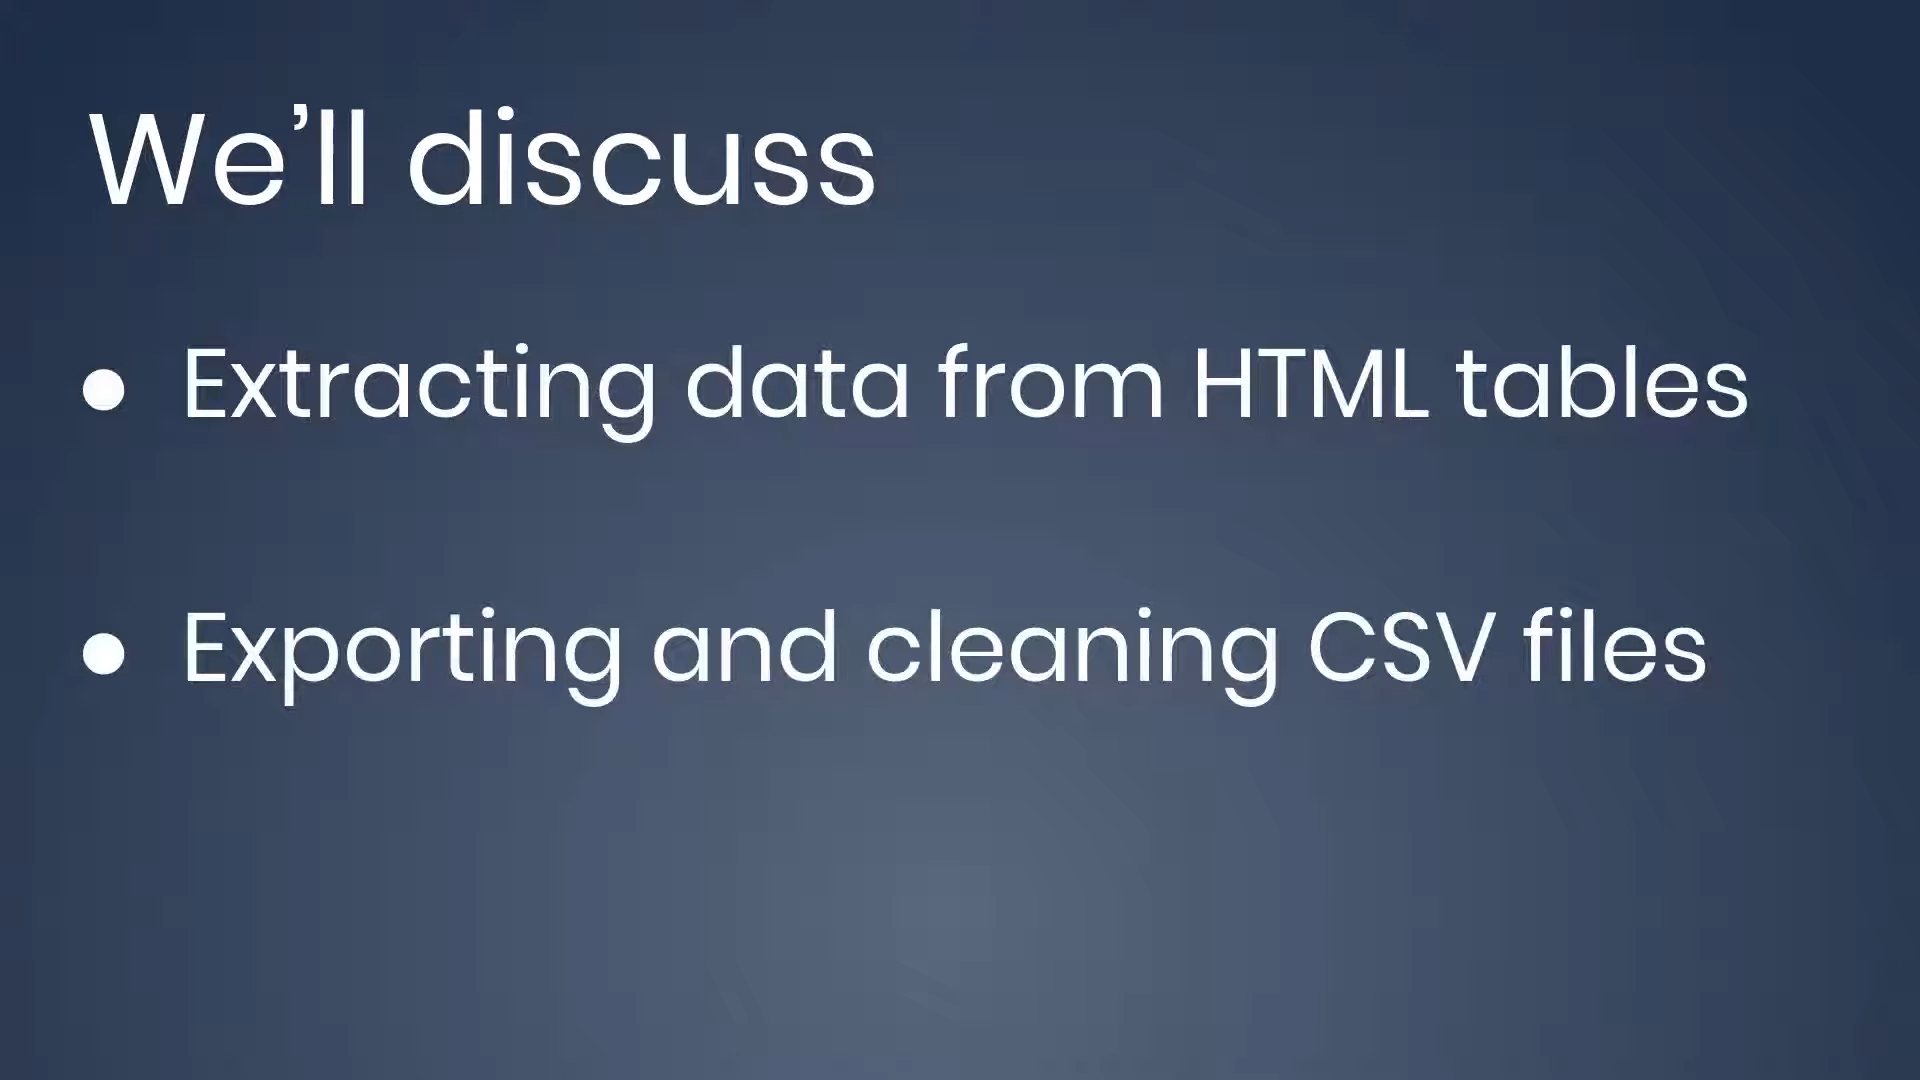 We’ll discuss
● Extracting data from HTML tables
● Exporting and cleaning CSV files